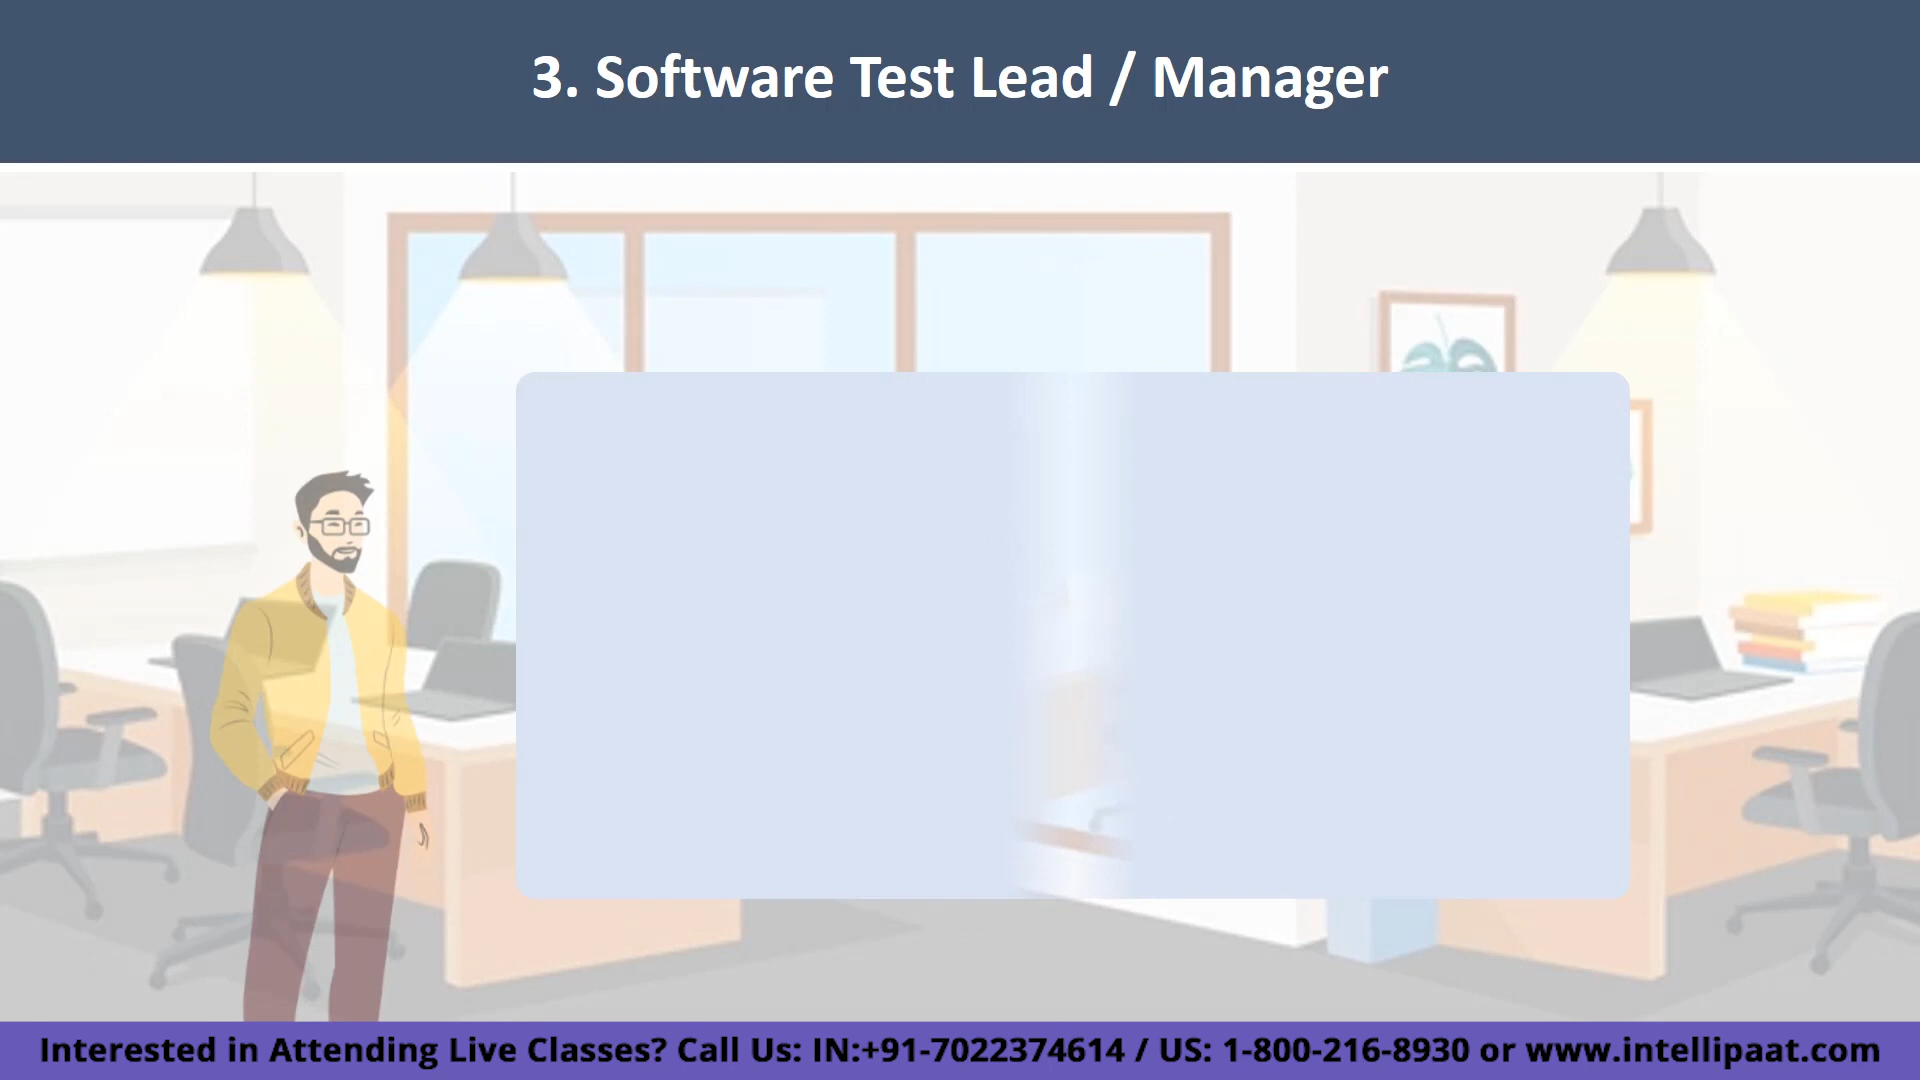 3. Software Test Lead / Manager
Interested in Attending Live Classes? Call Us: IN:+91-7022374614 / US: 1-800-216-8930 or www.intellipaat.com